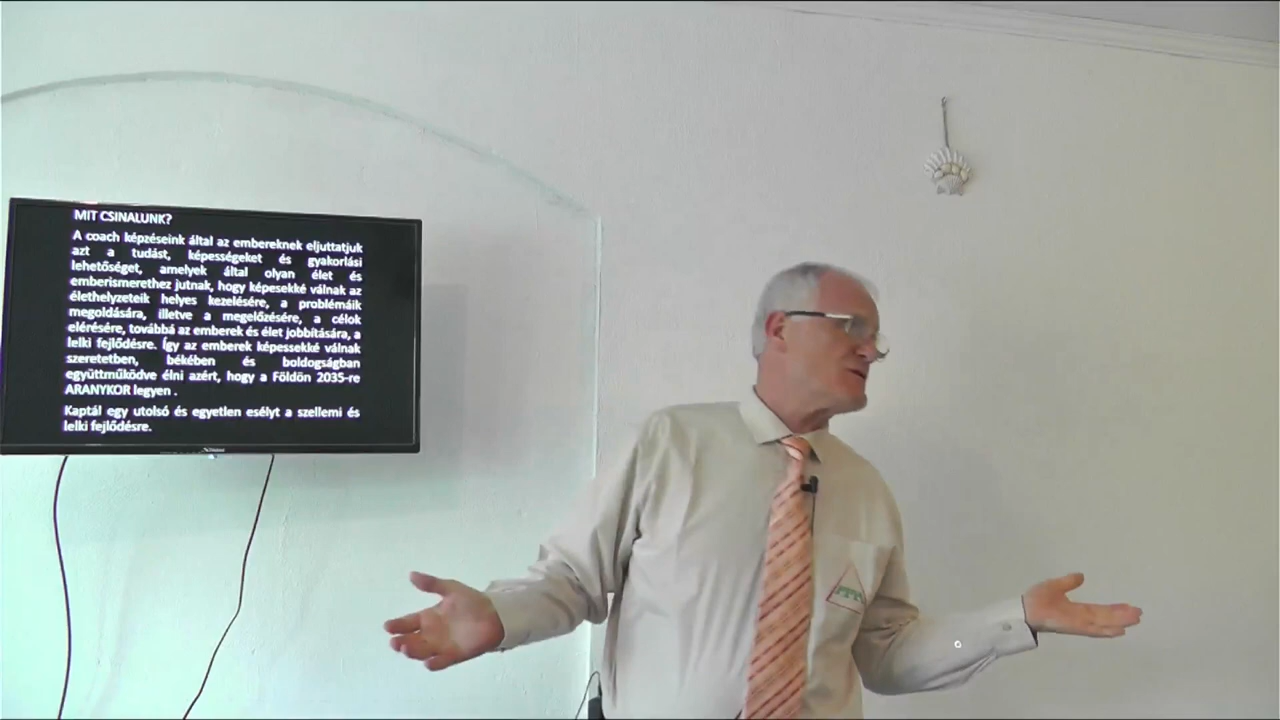 MIT CSINALUNK?
A coach képzéseink által az embereknek eljuttatjuk
azt a tudást, képességeket és gyakorlási
lehetőséget, amelyek által olyan élet és
emberismerethez jutnak, hogy képesekké válnak az
élethelyzeteik helyes kezelésére, a problémáik
megoldására, illetve a megelőzésére, a célok
elérésére, továbbá az emberek és élet jobbítására, a
lelki fejlődésre. Így az emberek képessekké válnak
szeretetben, békében és boldogságban
együttműködve élni azért, hogy a Földön 2035-re
ARANYKOR legyen .
Kaptál egy utolsó és egyetlen esélyt a szellemi és
lelki fejlődésre.